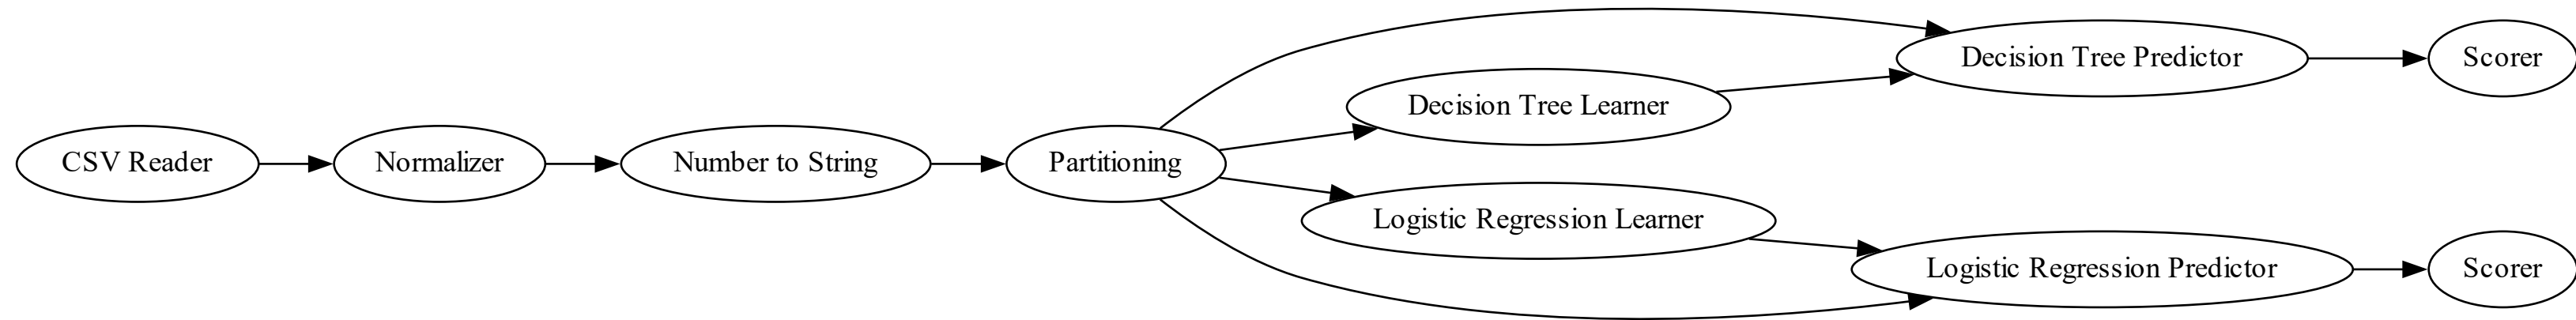 CSV Reader
Normalizer
Number to String
Partitioning
Decision Tree Learner
Decision Tree Predictor
Scorer
Logistic Regression Learner
Logistic Regression Predictor
Scorer